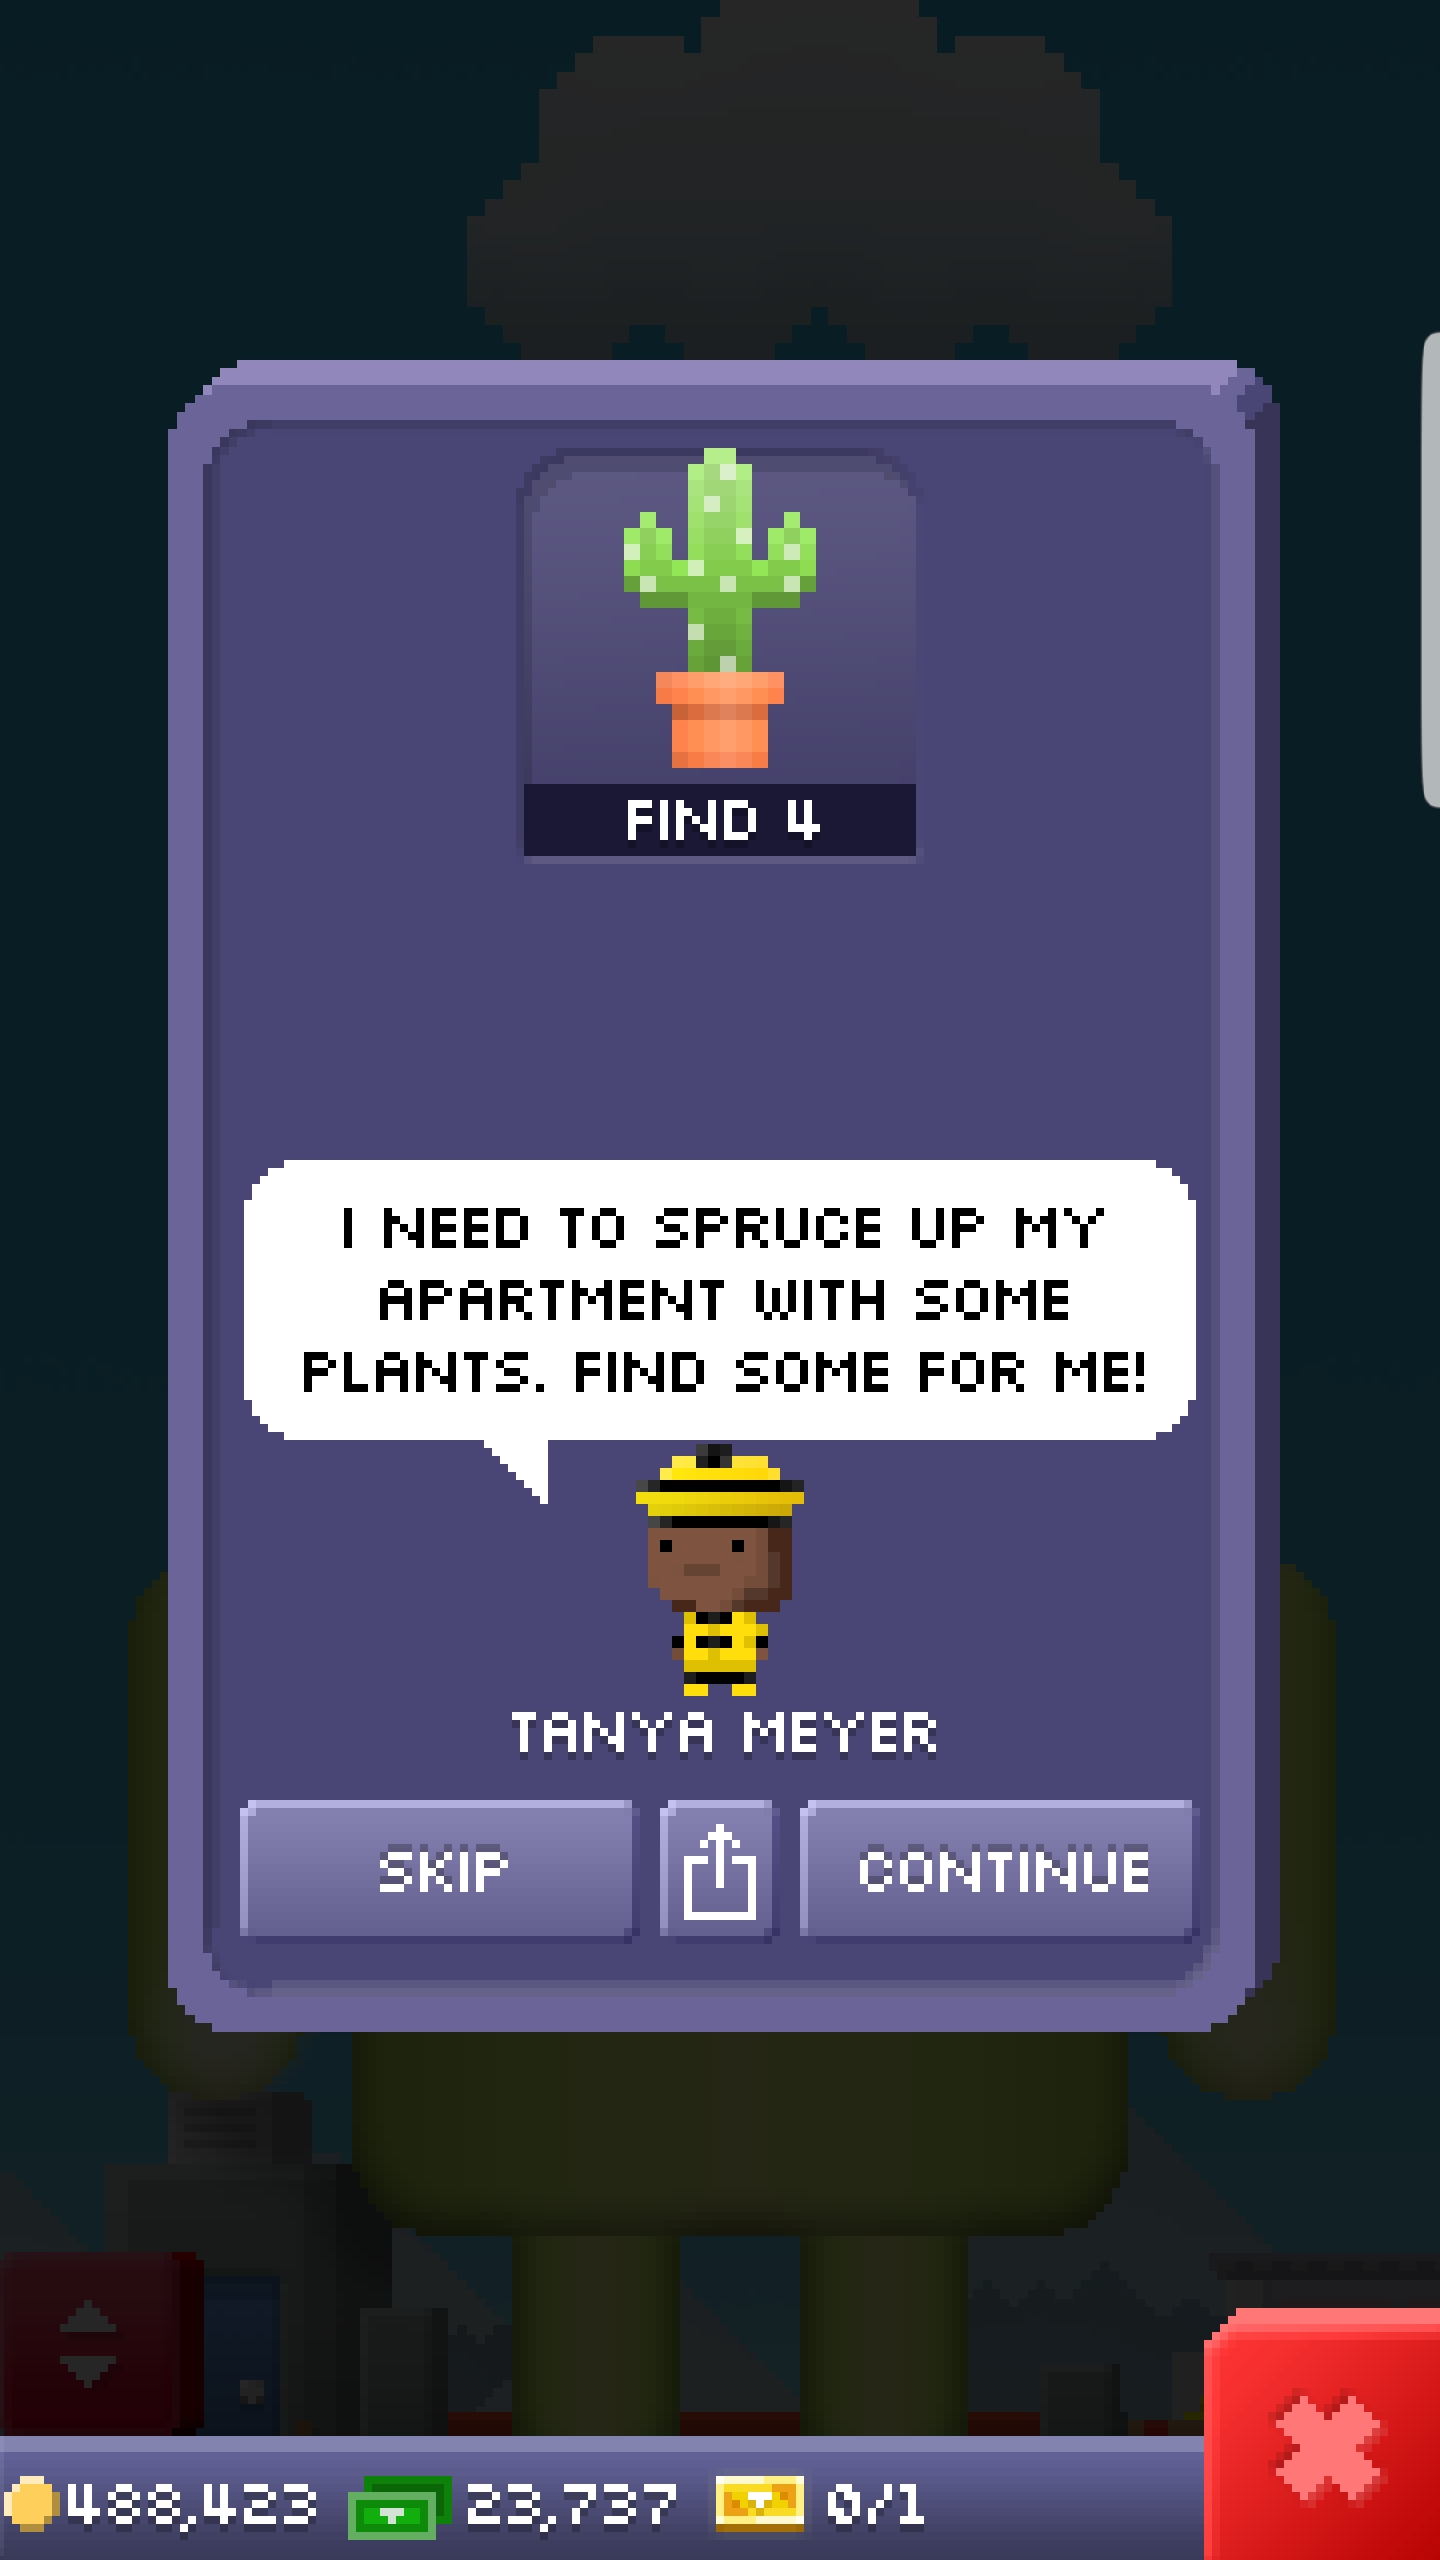 FIND 4
I NEED TO SPRUCE UP MY
APARTMENT WITH SOME
PLANTS. FIND SOME FOR ME!
TANYA MEYER
SKIP
CONTINUE
488,423 23,737 0/1